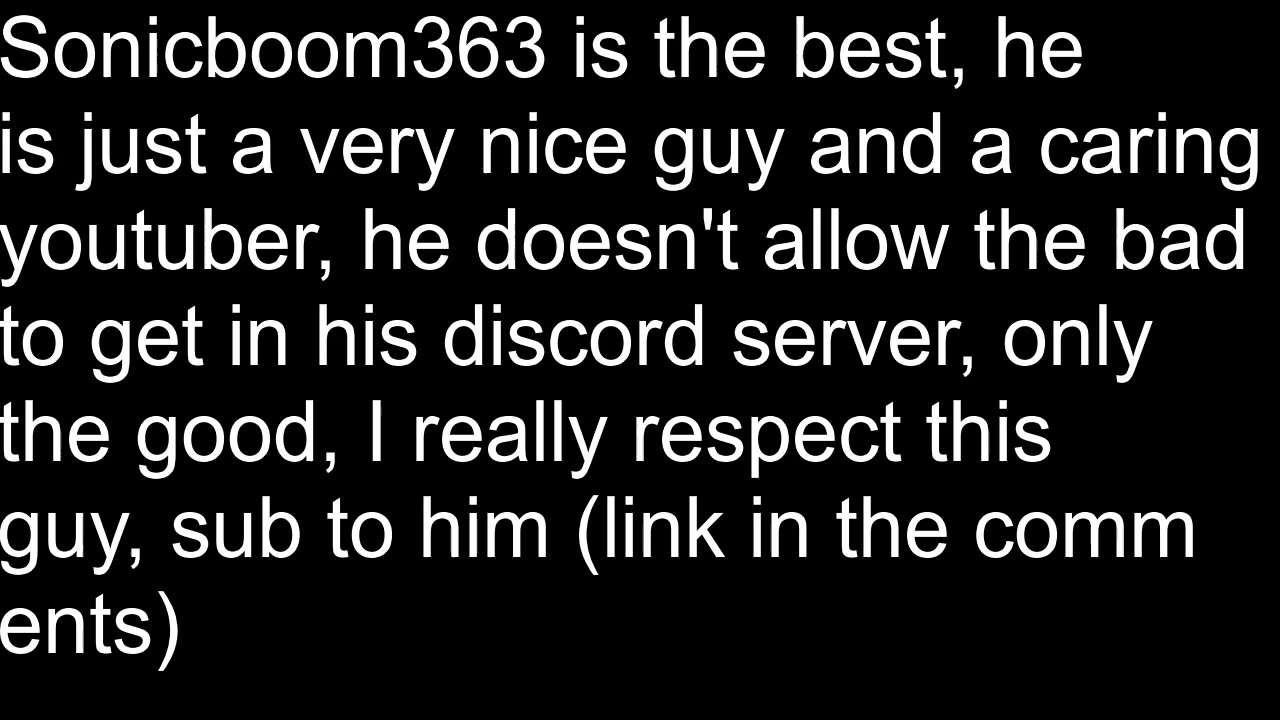 Sonicboom363 is the best, he
is just a very nice guy and a caring
youtuber, he doesn't allow the bad
to get in his discord server, only
the good, I really respect this
guy, sub to him (link in the comm
ents)